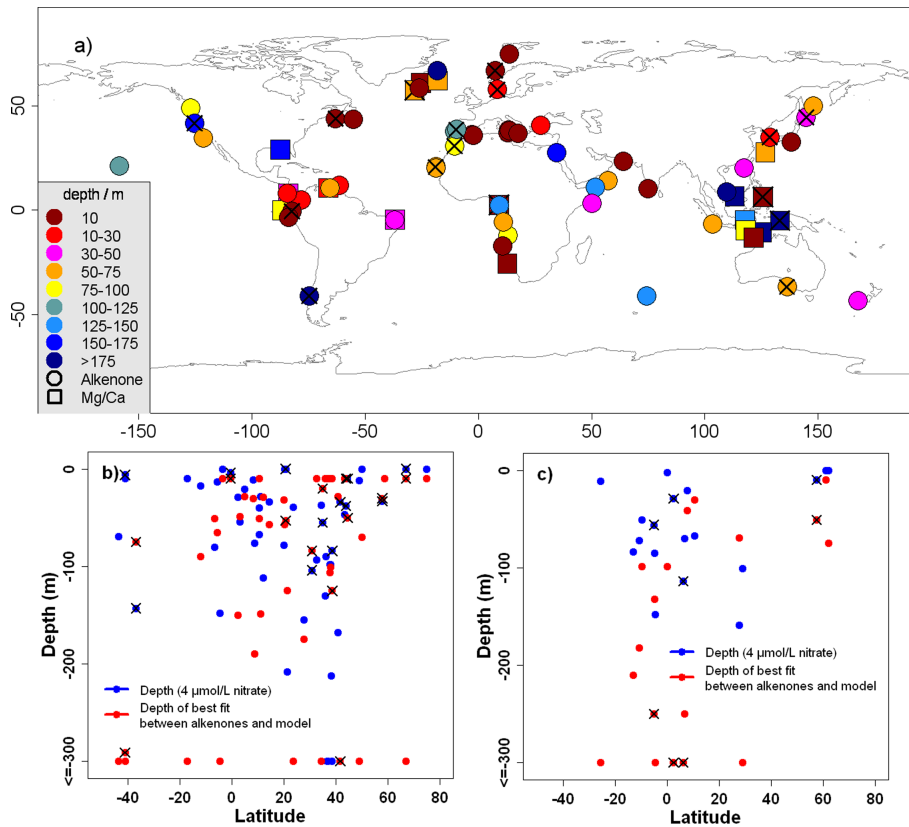 a)
50
0
-50
depth / m
10
10-30
30-50
50-75
75-100
100-125
125-150
150-175
>175
Alkenone
Mg/Ca
-150 -100 -50 0 50 100 150
b)
0
-100
-200
<=-300
Depth (m)
Depth (4 µmol/L nitrate)
Depth of best fit
between alkenones and model
-40 -20 0 20 40 60 80
Latitude
c)
0
-100
-200
<=-300
Depth (m)
Depth (4 µmol/L nitrate)
Depth of best fit
between alkenones and model
-40 -20 0 20 40 60 80
Latitude